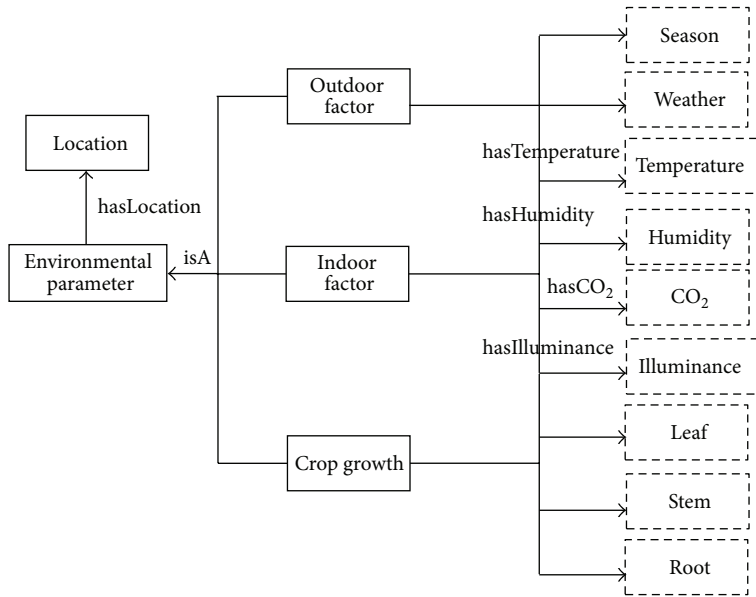 Season
Outdoor
factor
Weather
Location
hasTemperature
Temperature
hasLocation
hasHumidity
Humidity
Environmental
parameter
isA
Indoor
factor
hasCO₂
CO₂
hasIlluminance
Illuminance
Leaf
Crop growth
Stem
Root